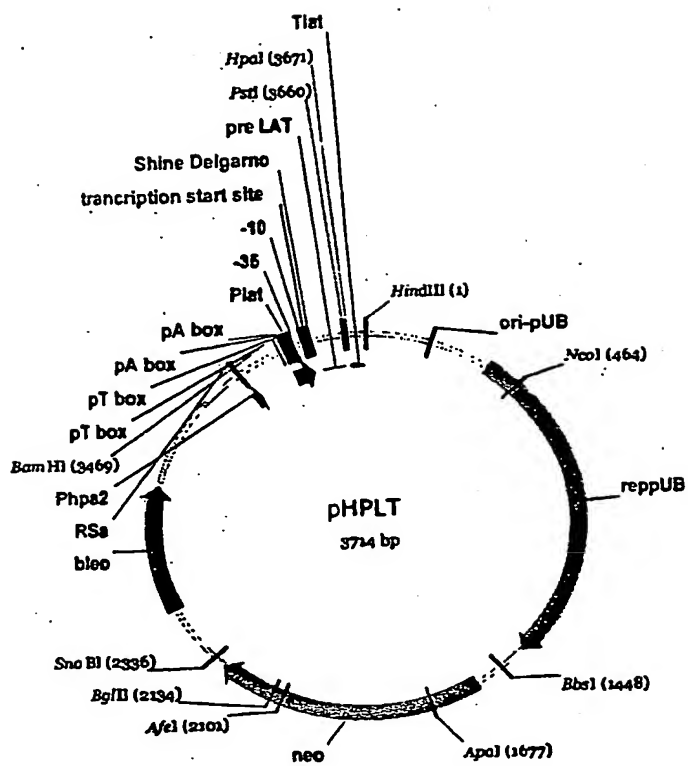 Tlat
HpaI (3671)
PstI (3660)
pre LAT
Shine Delgarno
trancription start site
-10
-35
Plat
pA box
pA box
pT box
pT box
BamHI (3469)
Phpa2
RSa
bleo
HindIII (1)
ori-pUB
NcoI (464)
reppUB
pHPLT
3714 bp
SnaBI (2336)
BglII (2134)
AfeI (2101)
neo
ApaI (1677)
BbsI (1448)